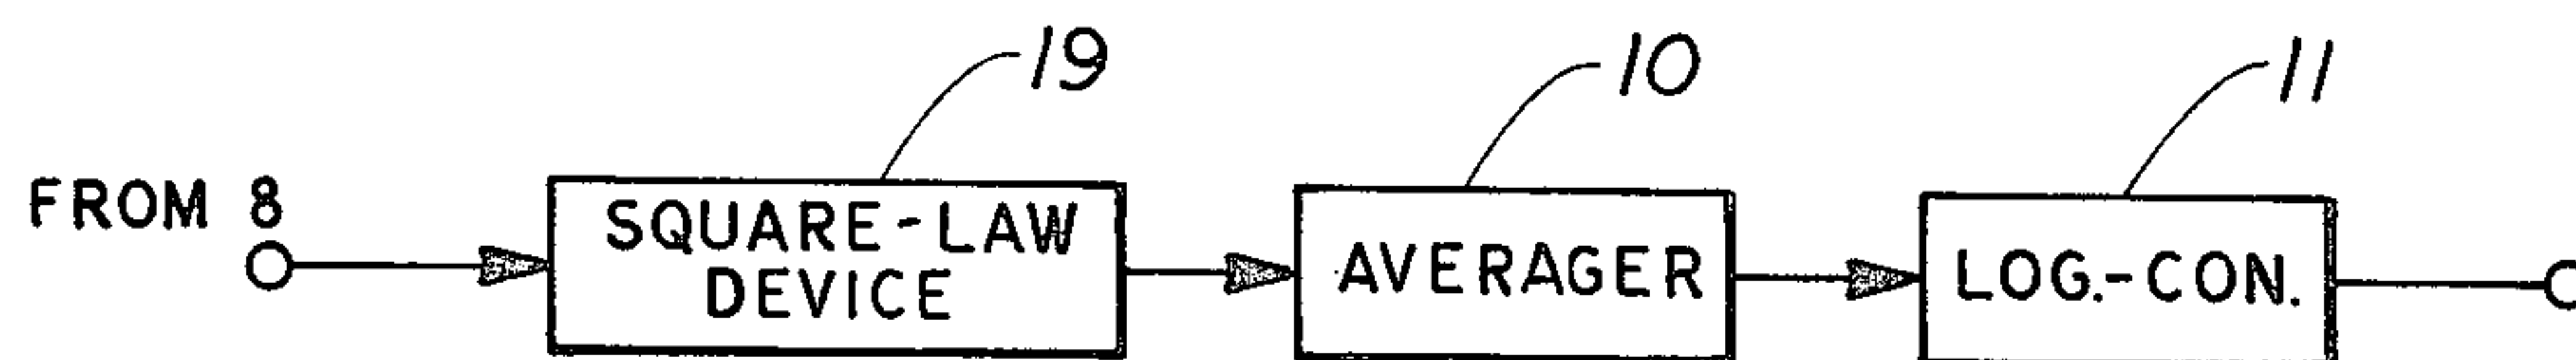 19
10
11
FROM 8
SQUARE-LAW
DEVICE
AVERAGER
LOG.-CON.